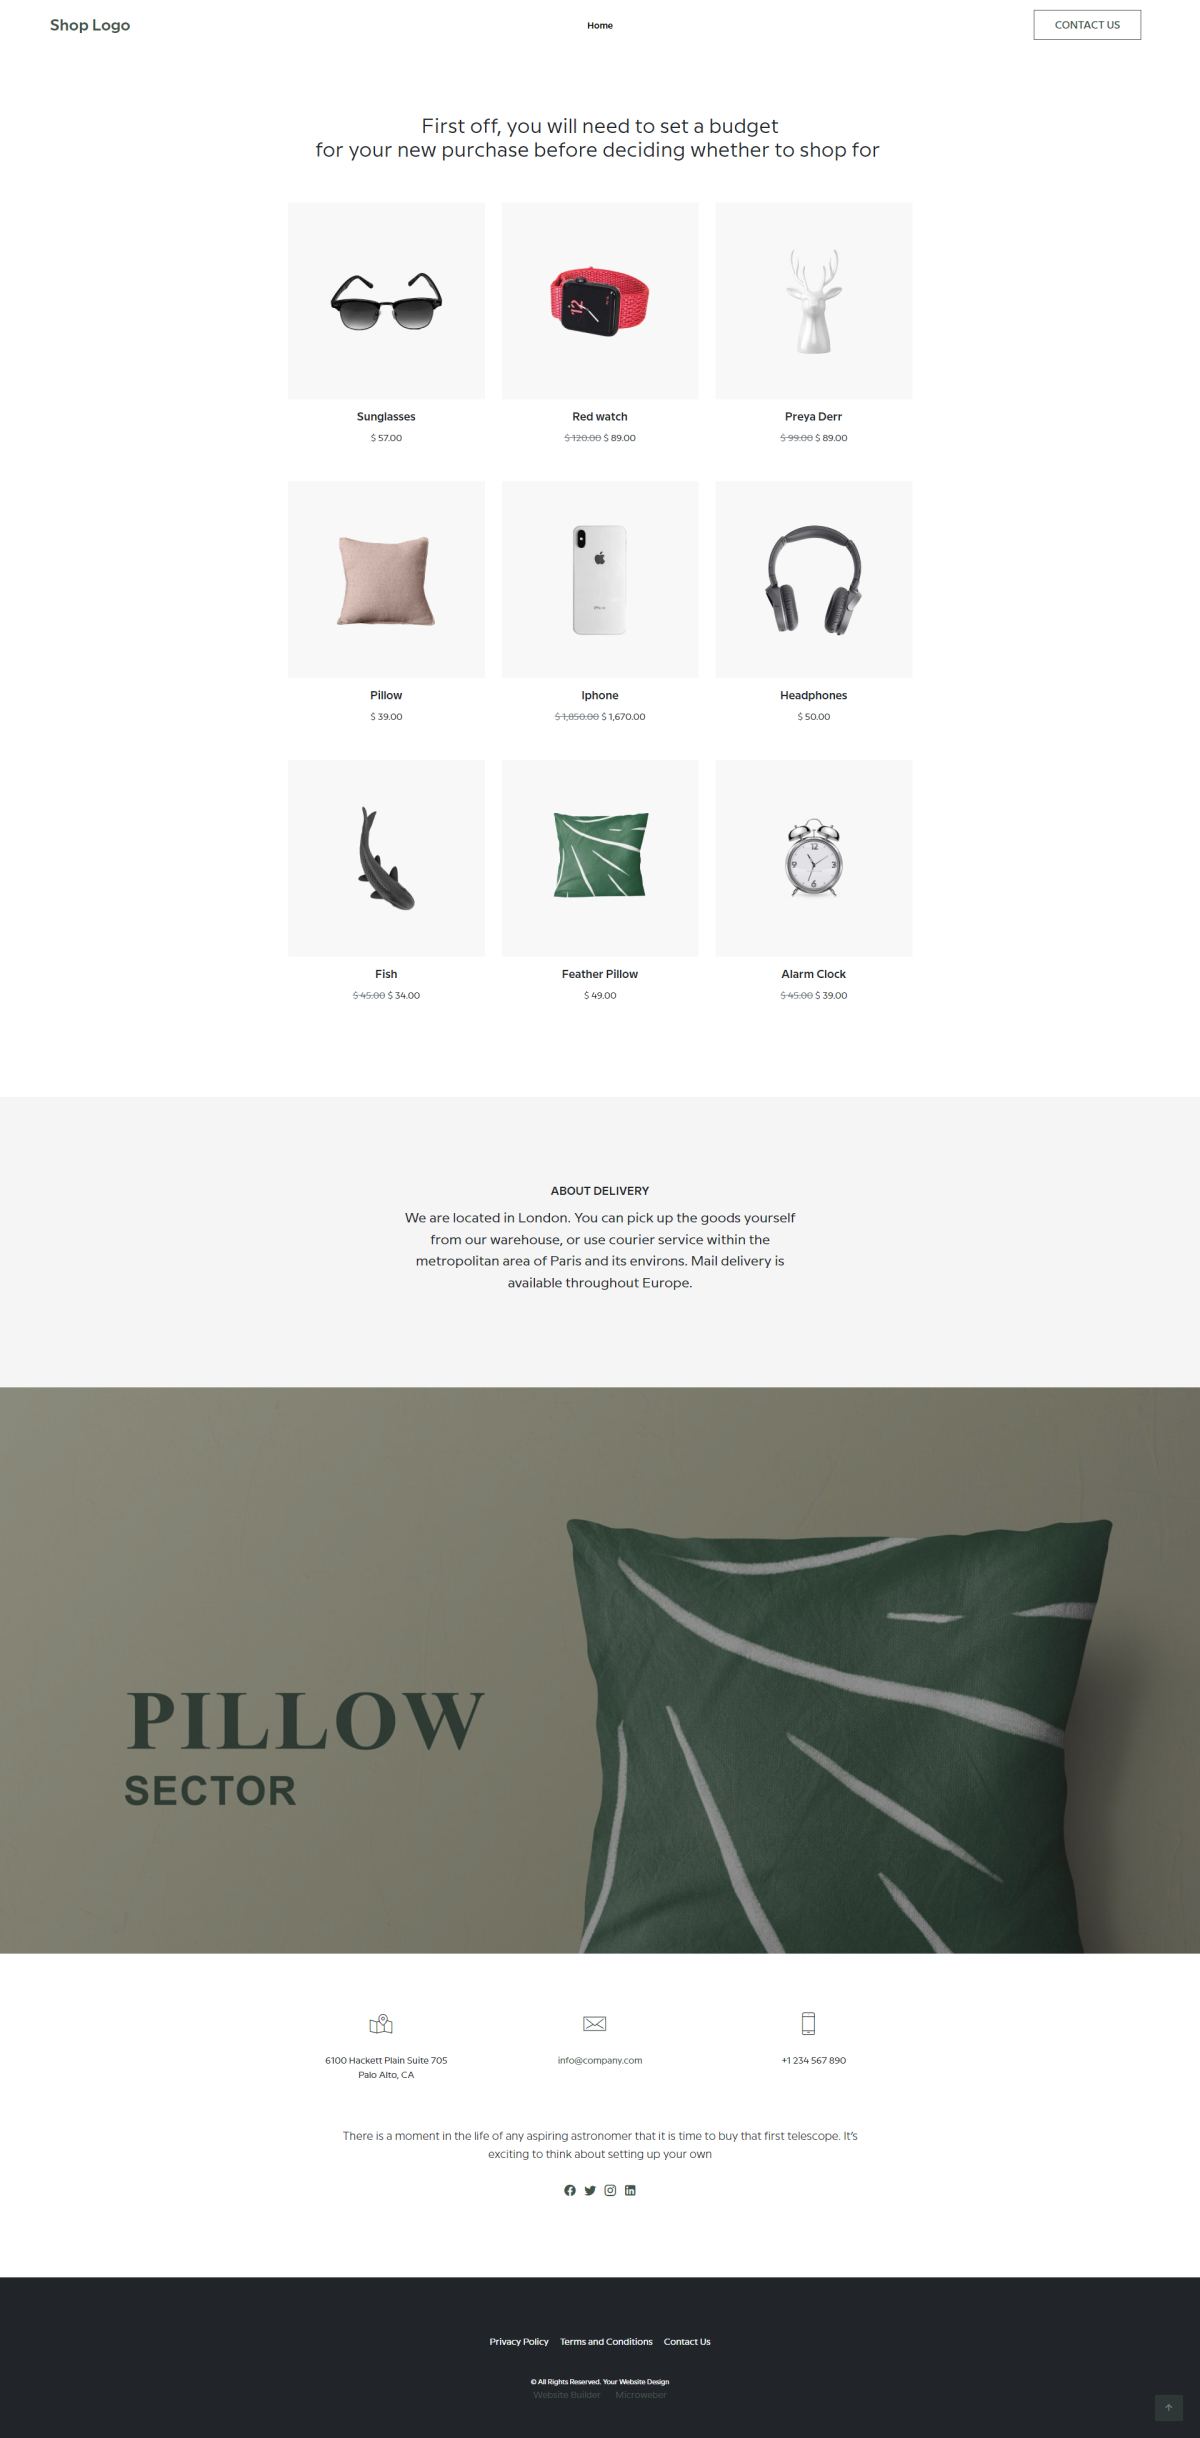 Shop Logo
Home
CONTACT US
First off, you will need to set a budget
for your new purchase before deciding whether to shop for
12
Sunglasses
Red watch
Preya Derr
$ 57.00
$ 120.00 $ 89.00
$ 99.00 $ 89.00
iPhone
Pillow
Iphone
Headphones
$ 39.00
$ 1,850.00 $ 1,670.00
$ 50.00
12
9 3
6
Fish
Feather Pillow
Alarm Clock
$ 45.00 $ 34.00
$ 49.00
$ 45.00 $ 39.00
ABOUT DELIVERY
We are located in London. You can pick up the goods yourself
from our warehouse, or use courier service within the
metropolitan area of Paris and its environs. Mail delivery is
available throughout Europe.
PILLOW
SECTOR
6100 Hackett Plain Suite 705
Palo Alto, CA
info@company.com
+1 234 567 890
There is a moment in the life of any aspiring astronomer that it is time to buy that first telescope. It's
exciting to think about setting up your own
Privacy Policy Terms and Conditions Contact Us
© All Rights Reserved. Your Website Design
Website Builder Microweber